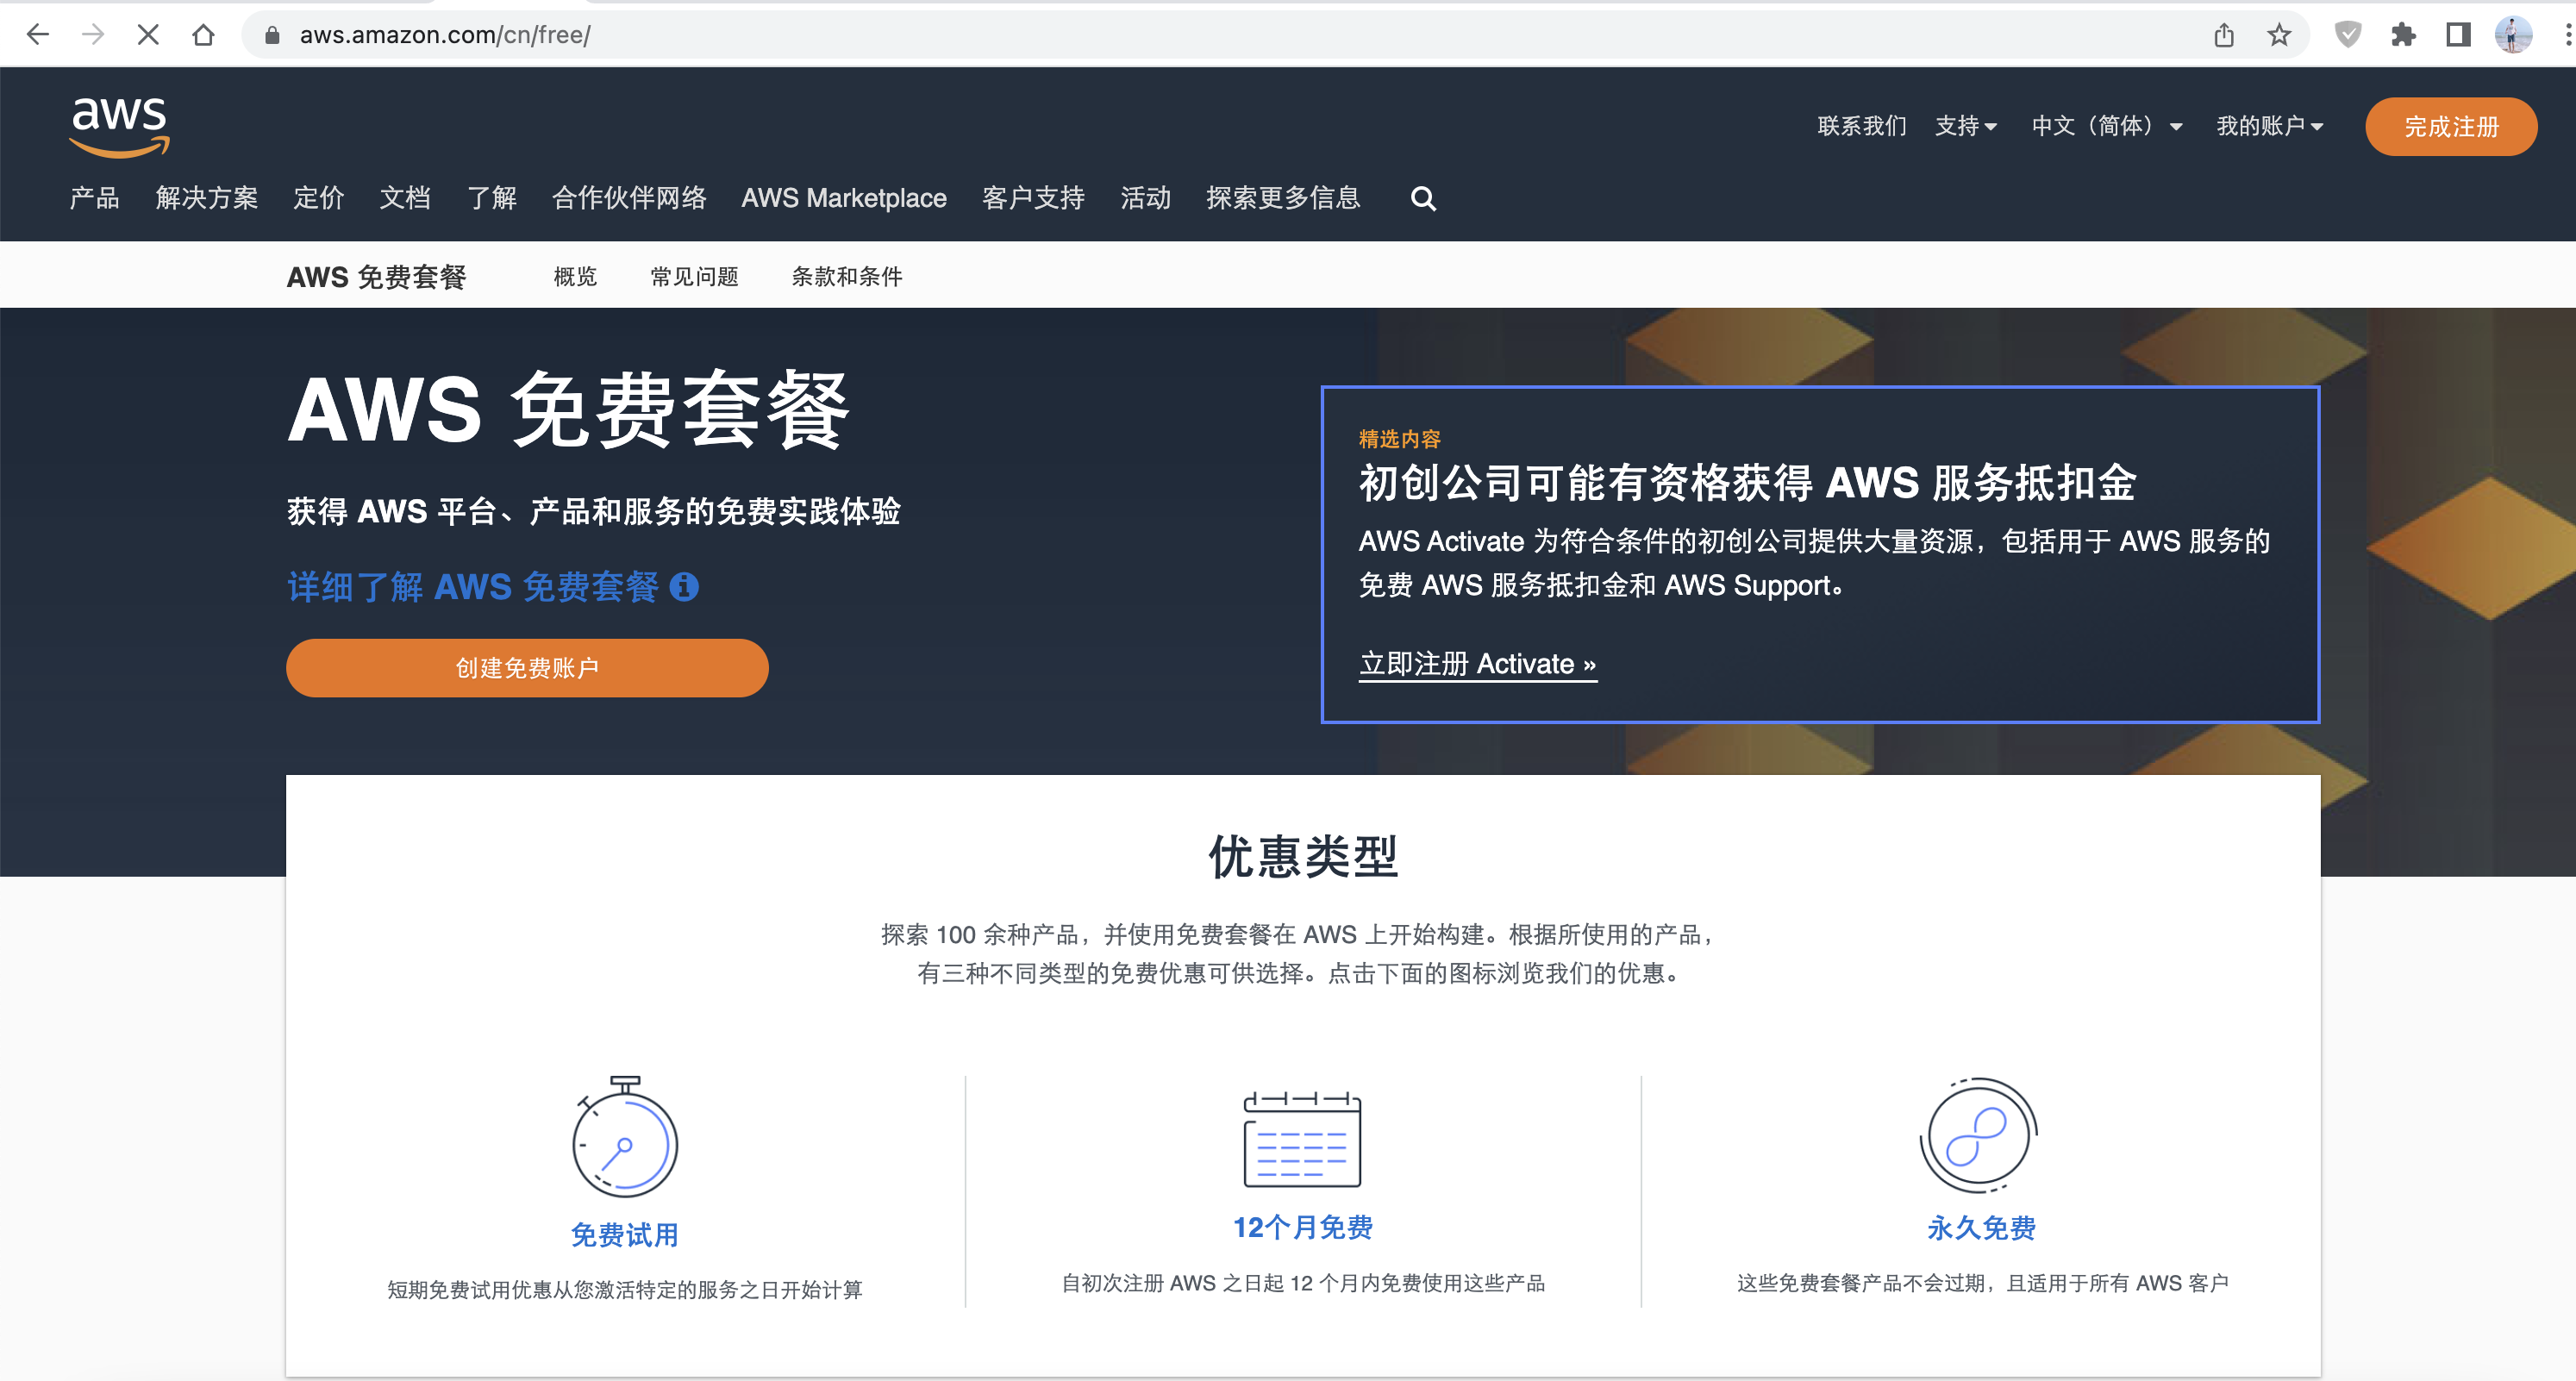 aws.amazon.com/cn/free/
aws
联系我们 支持 中文（简体） 我的账户 完成注册
产品 解决方案 定价 文档 了解 合作伙伴网络 AWS Marketplace 客户支持 活动 探索更多信息
AWS 免费套餐 概览 常见问题 条款和条件
AWS 免费套餐
获得 AWS 平台、产品和服务的免费实践体验
详细了解 AWS 免费套餐
创建免费账户
精选内容
初创公司可能有资格获得 AWS 服务抵扣金
AWS Activate 为符合条件的初创公司提供大量资源，包括用于 AWS 服务的
免费 AWS 服务抵扣金和 AWS Support。
立即注册 Activate »
优惠类型
探索 100 余种产品，并使用免费套餐在 AWS 上开始构建。根据所使用的产品，
有三种不同类型的免费优惠可供选择。点击下面的图标浏览我们的优惠。
免费试用
短期免费试用优惠从您激活特定的服务之日开始计算
12个月免费
自初次注册 AWS 之日起 12 个月内免费使用这些产品
永久免费
这些免费套餐产品不会过期，且适用于所有 AWS 客户